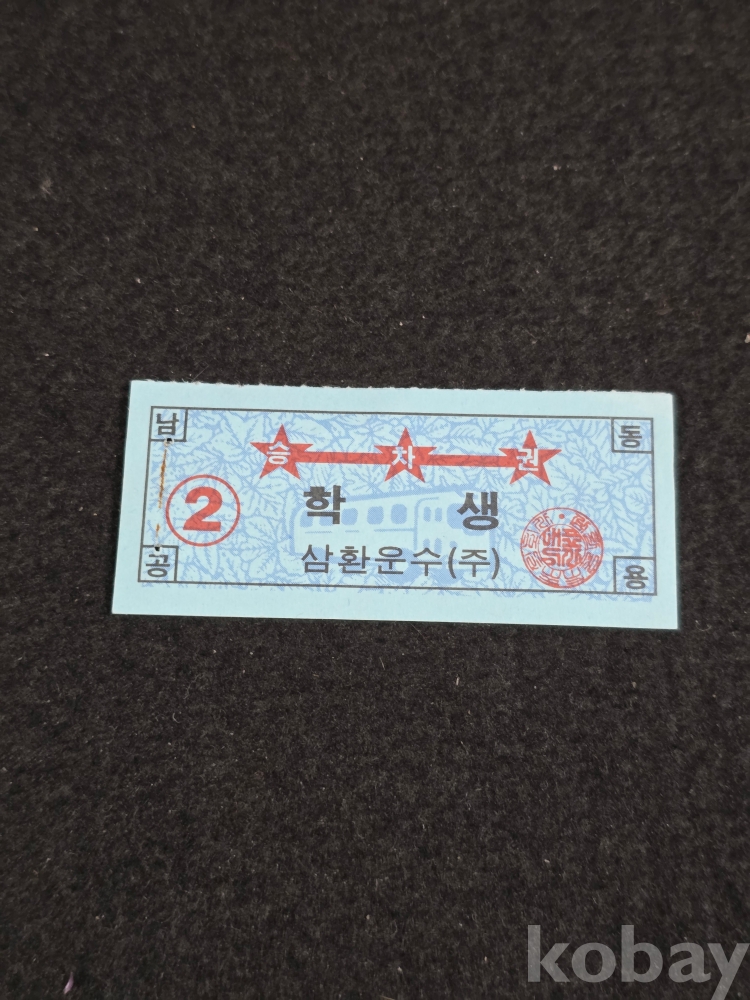 남 동
승 차 권
②
학 생
삼환운수(주)
공 용
kobay